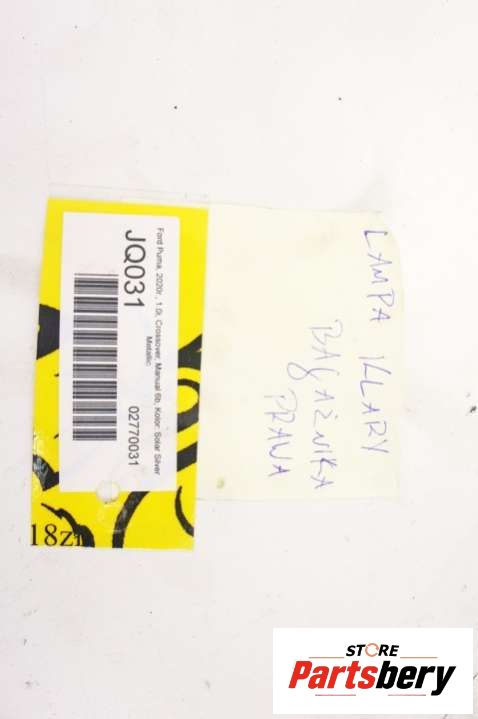 LAMPA KLAPY
BAGAŻNIKA
PRAWA
Ford Puma, 2020r., 1.0i, Crossover, Manual 6b, Kolor: Solar Silver
Metallic
JQ031
02770031
STORE
Partsbery